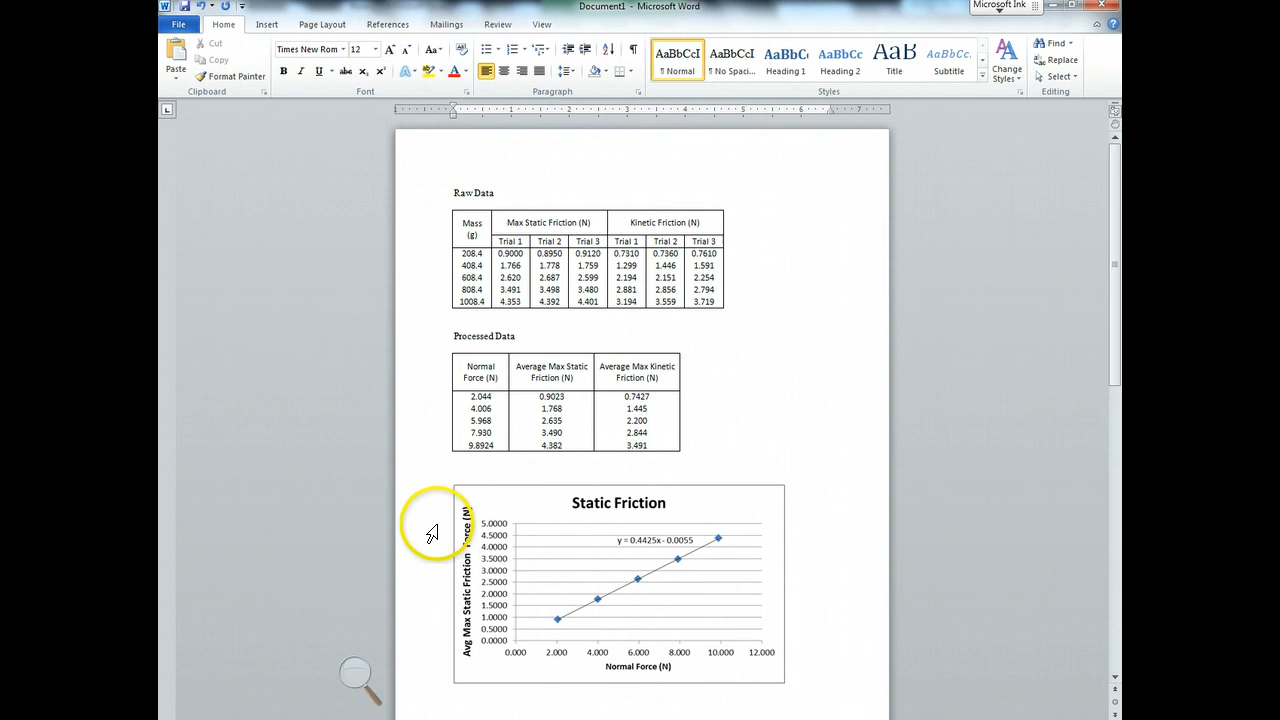 Document1 - Microsoft Word
Microsoft Ink
File Home Insert Page Layout References Mailings Review View
Paste
Cut
Copy
Format Painter
Clipboard
Times New Rom 12
Font
Paragraph
AaBbCcI AaBbCcI AaBbC AaBbCc AaB AaBbCc.
¶ Normal ¶ No Spaci... Heading 1 Heading 2 Title Subtitle
Change
Styles
Styles
Find
Replace
Select
Editing
1 1 2 3 4 5 6 7
Raw Data
Mass
(g)
Max Static Friction (N) Kinetic Friction (N)
Trial 1 Trial 2 Trial 3 Trial 1 Trial 2 Trial 3
208.4 0.9000 0.8950 0.9120 0.7310 0.7360 0.7610
408.4 1.766 1.778 1.759 1.299 1.446 1.591
608.4 2.620 2.687 2.599 2.194 2.151 2.254
808.4 3.491 3.498 3.480 2.881 2.856 2.794
1008.4 4.353 4.392 4.401 3.194 3.559 3.719
Processed Data
Normal Average Max Static Average Max Kinetic
Force (N) Friction (N) Friction (N)
2.044 0.9023 0.7427
4.006 1.768 1.445
5.968 2.635 2.200
7.930 3.490 2.844
9.8924 4.382 3.491
Static Friction
Avg Max Static Friction Force (N)
5.0000
4.5000
4.0000
3.5000
3.0000
2.5000
2.0000
1.5000
1.0000
0.5000
0.0000
y = 0.4425x - 0.0055
0.000 2.000 4.000 6.000 8.000 10.000 12.000
Normal Force (N)